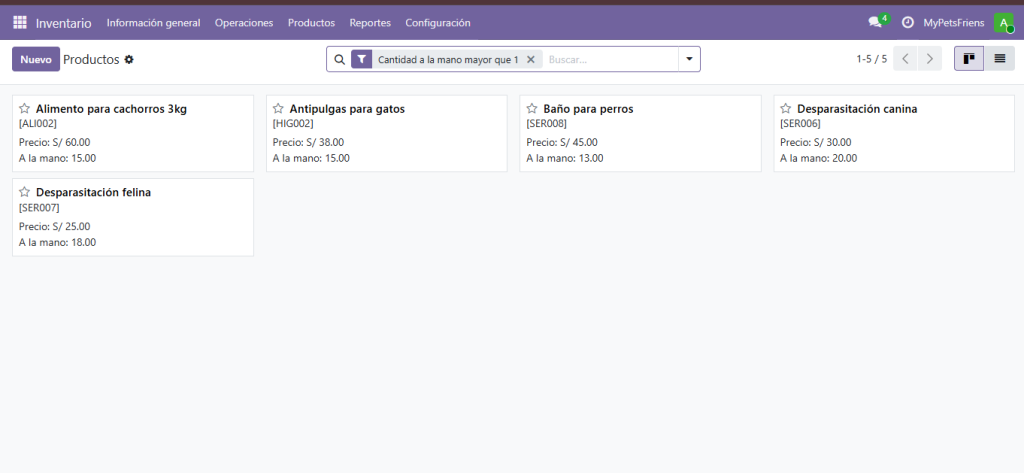 Inventario Información general Operaciones Productos Reportes Configuración 4 MyPetsFriens A
Nuevo Productos Cantidad a la mano mayor que 1 Buscar... 1-5 / 5
Alimento para cachorros 3kg
[ALI002]
Precio: S/ 60.00
A la mano: 15.00
Antipulgas para gatos
[HIG002]
Precio: S/ 38.00
A la mano: 15.00
Baño para perros
[SER008]
Precio: S/ 45.00
A la mano: 13.00
Desparasitación canina
[SER006]
Precio: S/ 30.00
A la mano: 20.00
Desparasitación felina
[SER007]
Precio: S/ 25.00
A la mano: 18.00